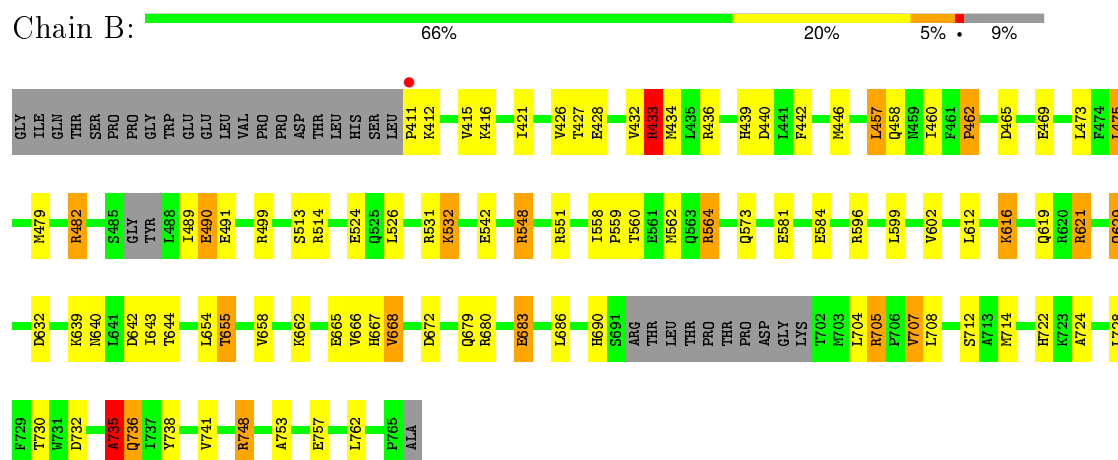 Chain B:
66% 20% 5% • 9%
GLY ILE GLN THR SER PRO PRO GLY TRP GLU GLU LEU VAL PRO PRO ASP THR LEU HIS SER LEU P411 K412 V415 K416 I421 V426 T427 E428 V432 R433 M434 L435 R436 H439 D440 L441 F442 M446 L457 Q458 N459 I460 F461 P462 D465 E469 L473 F474 L475
M479 R482 S485 GLY TYR L488 I489 E490 E491 R499 S513 R514 E524 Q525 L526 R531 K532 E542 R548 R551 I558 P559 T560 E561 M562 Q563 R564 Q573 E581 E584 R596 L599 V602 L612 K616 Q619 R620 R621
D632 K639 N640 L641 D642 I643 T644 L654 T655 V658 K662 E665 V666 H667 V668 D672 Q679 R680 E683 L686 H690 S691 ARG THR LEU THR PRO THR PRO ASP GLY LYS T702 M703 L704 R705 P706 V707 L708 S712 A713 M714 H722 K723 A724 L728
F729 T730 W731 D732 A735 Q736 I737 Y738 V741 R748 A753 E757 L762 P765 ALA